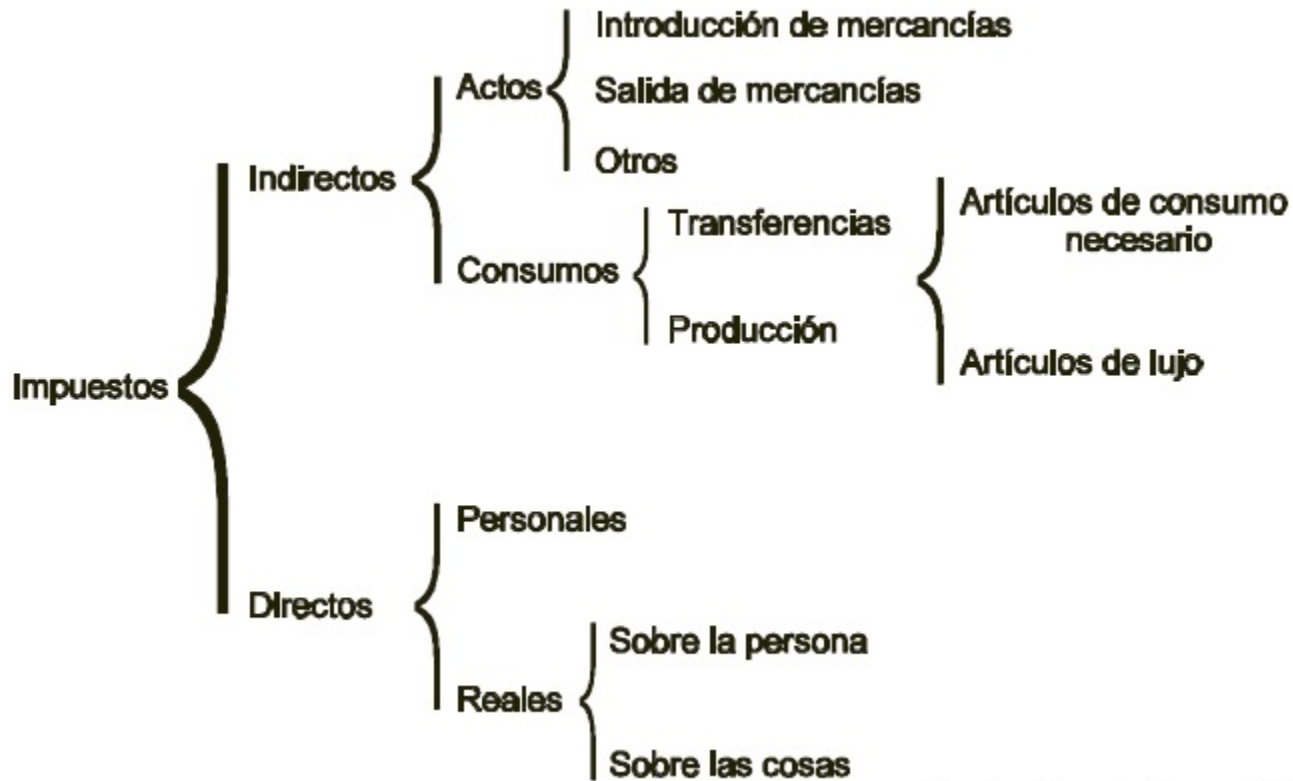 Impuestos
Indirectos
Actos
Introducción de mercancías
Salida de mercancías
Otros
Consumos
Transferencias
Producción
Artículos de consumo
necesario
Artículos de lujo
Directos
Personales
Reales
Sobre la persona
Sobre las cosas